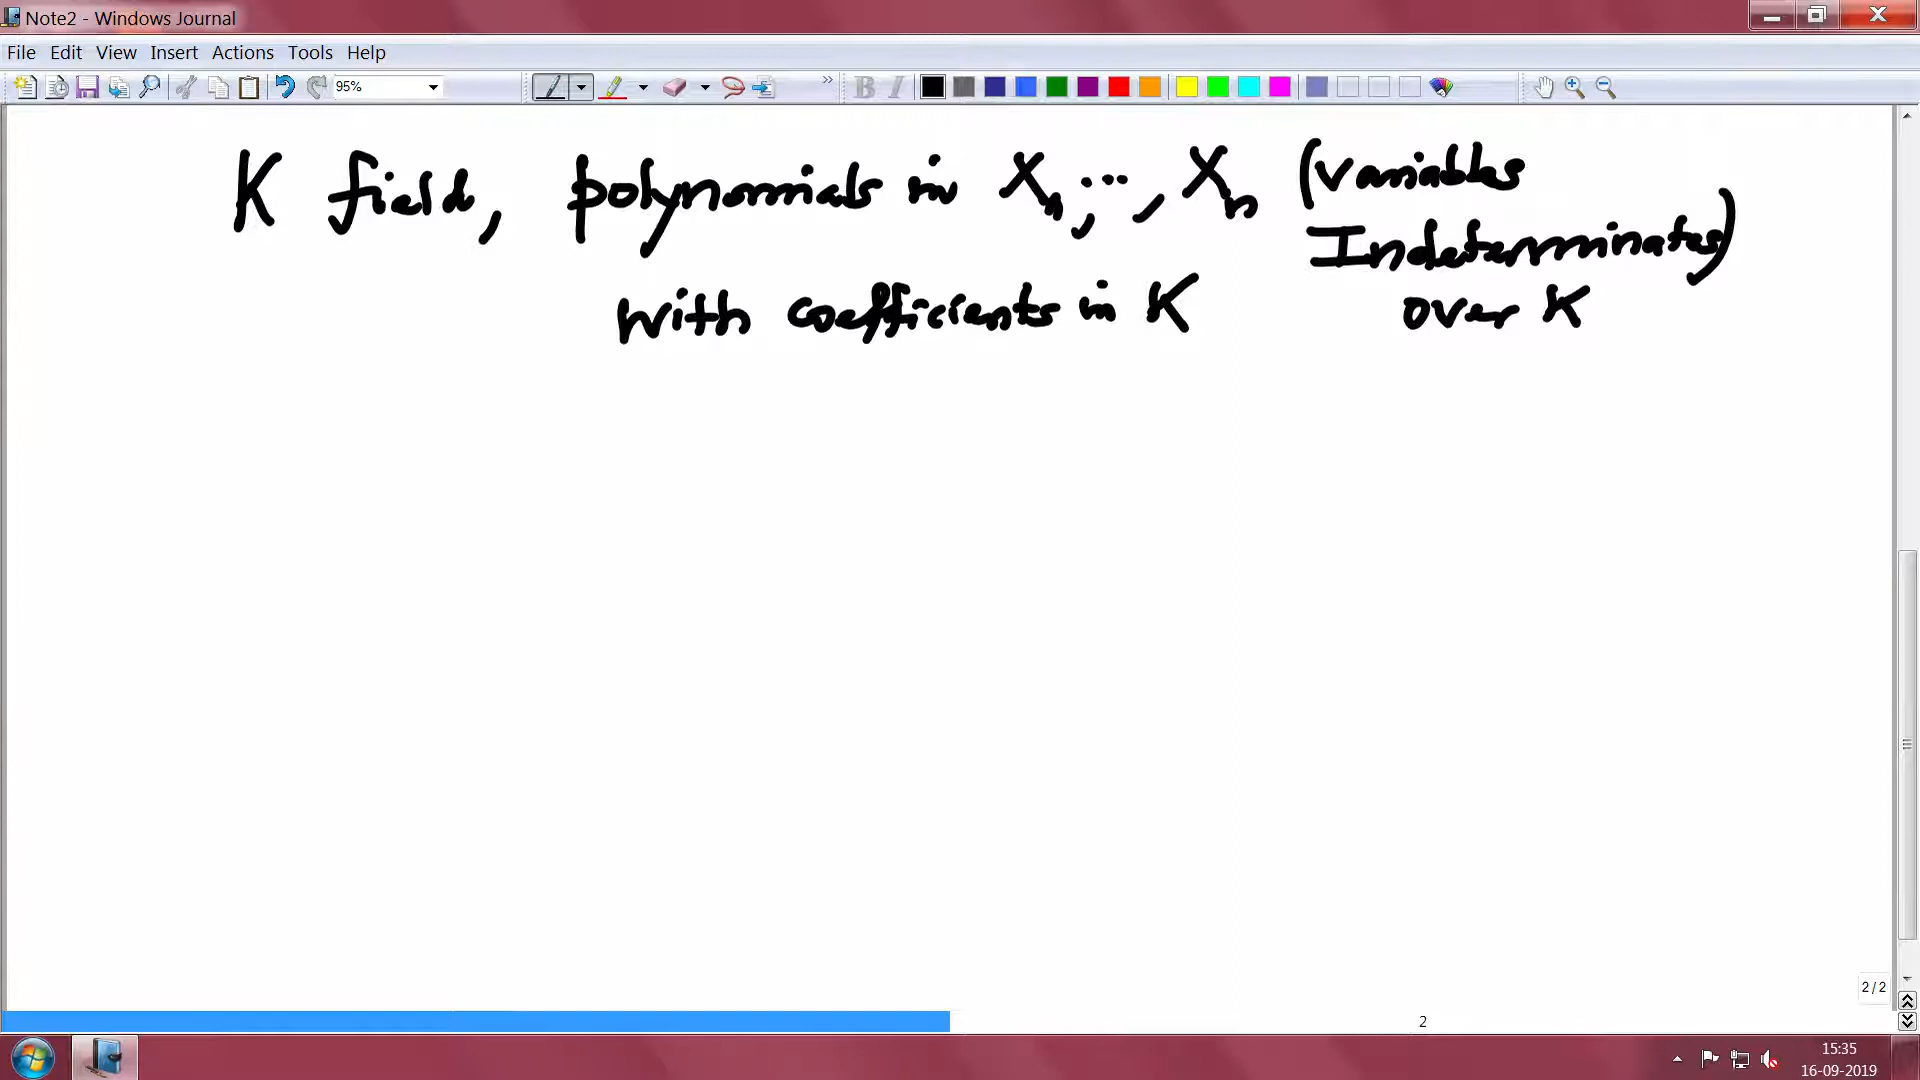 Note2 - Windows Journal
File Edit View Insert Actions Tools Help
95%
K field, polynomials in X₁, ..., Xₙ (variables
Indeterminates)
with coefficients in K over K
2 / 2
2
15:35
16-09-2019